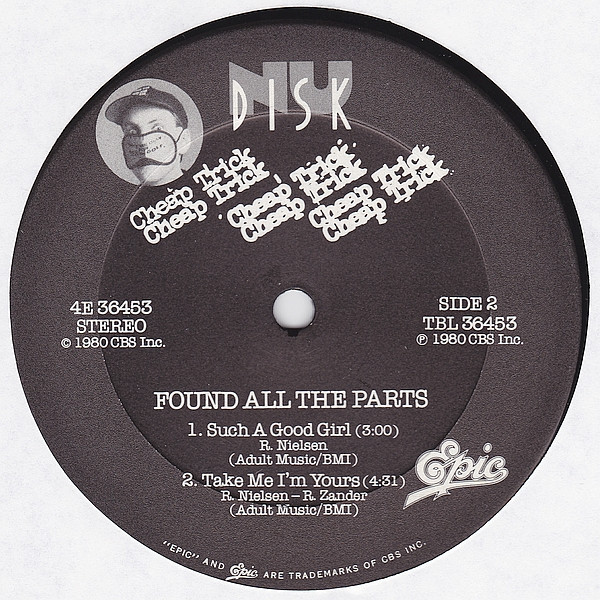 NU
DISK
Cheap Trick Cheap Trick Cheap Trick
Cheap Trick Cheap Trick Cheap Trick
4E 36453
STEREO
© 1980 CBS Inc.
SIDE 2
TBL 36453
℗ 1980 CBS Inc.
FOUND ALL THE PARTS
1. Such A Good Girl (3:00)
R. Nielsen
(Adult Music/BMI)
2. Take Me I'm Yours (4:31)
R. Nielsen – R. Zander
(Adult Music/BMI)
Epic
"EPIC" AND Epic ARE TRADEMARKS OF CBS INC.